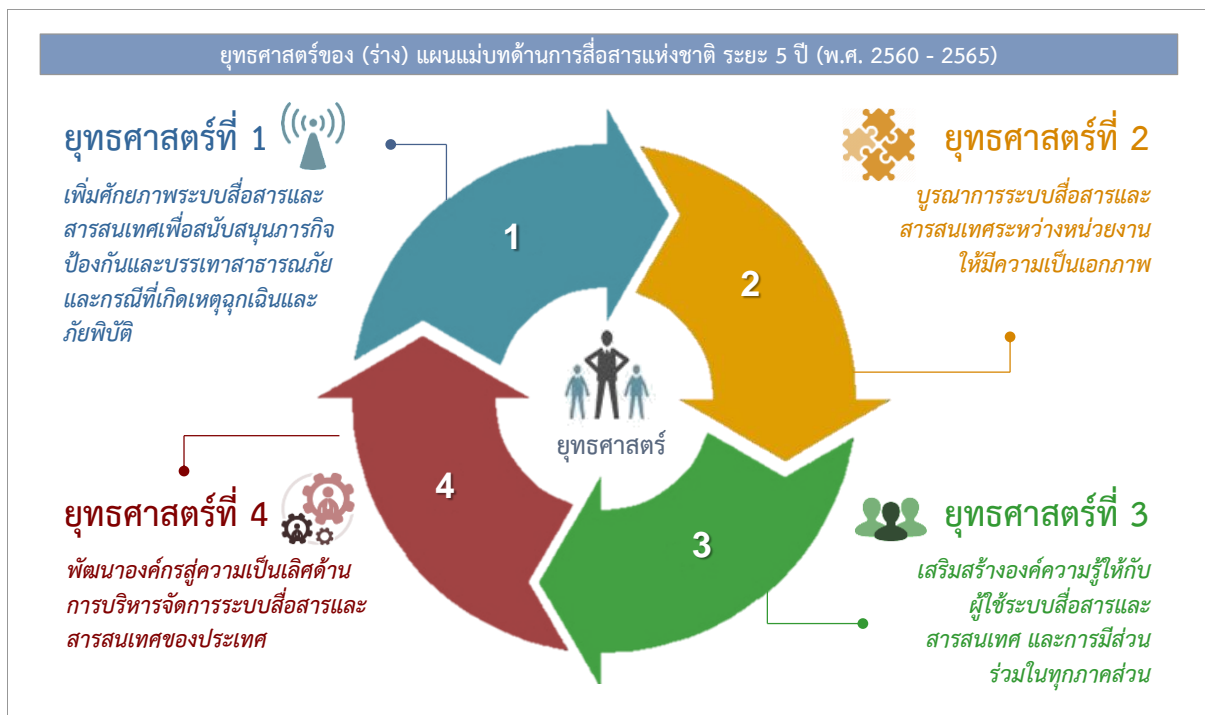 ยุทธศาสตร์ของ (ร่าง) แผนแม่บทด้านการสื่อสารแห่งชาติ ระยะ 5 ปี (พ.ศ. 2560 - 2565)
ยุทธศาสตร์ที่ 1
เพิ่มศักยภาพระบบสื่อสารและ
สารสนเทศเพื่อสนับสนุนภารกิจ
ป้องกันและบรรเทาสาธารณภัย
และกรณีที่เกิดเหตุฉุกเฉินและ
ภัยพิบัติ
ยุทธศาสตร์ที่ 2
บูรณาการระบบสื่อสารและ
สารสนเทศระหว่างหน่วยงาน
ให้มีความเป็นเอกภาพ
1
2
3
4
ยุทธศาสตร์
ยุทธศาสตร์ที่ 3
เสริมสร้างองค์ความรู้ให้กับ
ผู้ใช้ระบบสื่อสารและ
สารสนเทศ และการมีส่วน
ร่วมในทุกภาคส่วน
ยุทธศาสตร์ที่ 4
พัฒนาองค์กรสู่ความเป็นเลิศด้าน
การบริหารจัดการระบบสื่อสารและ
สารสนเทศของประเทศ